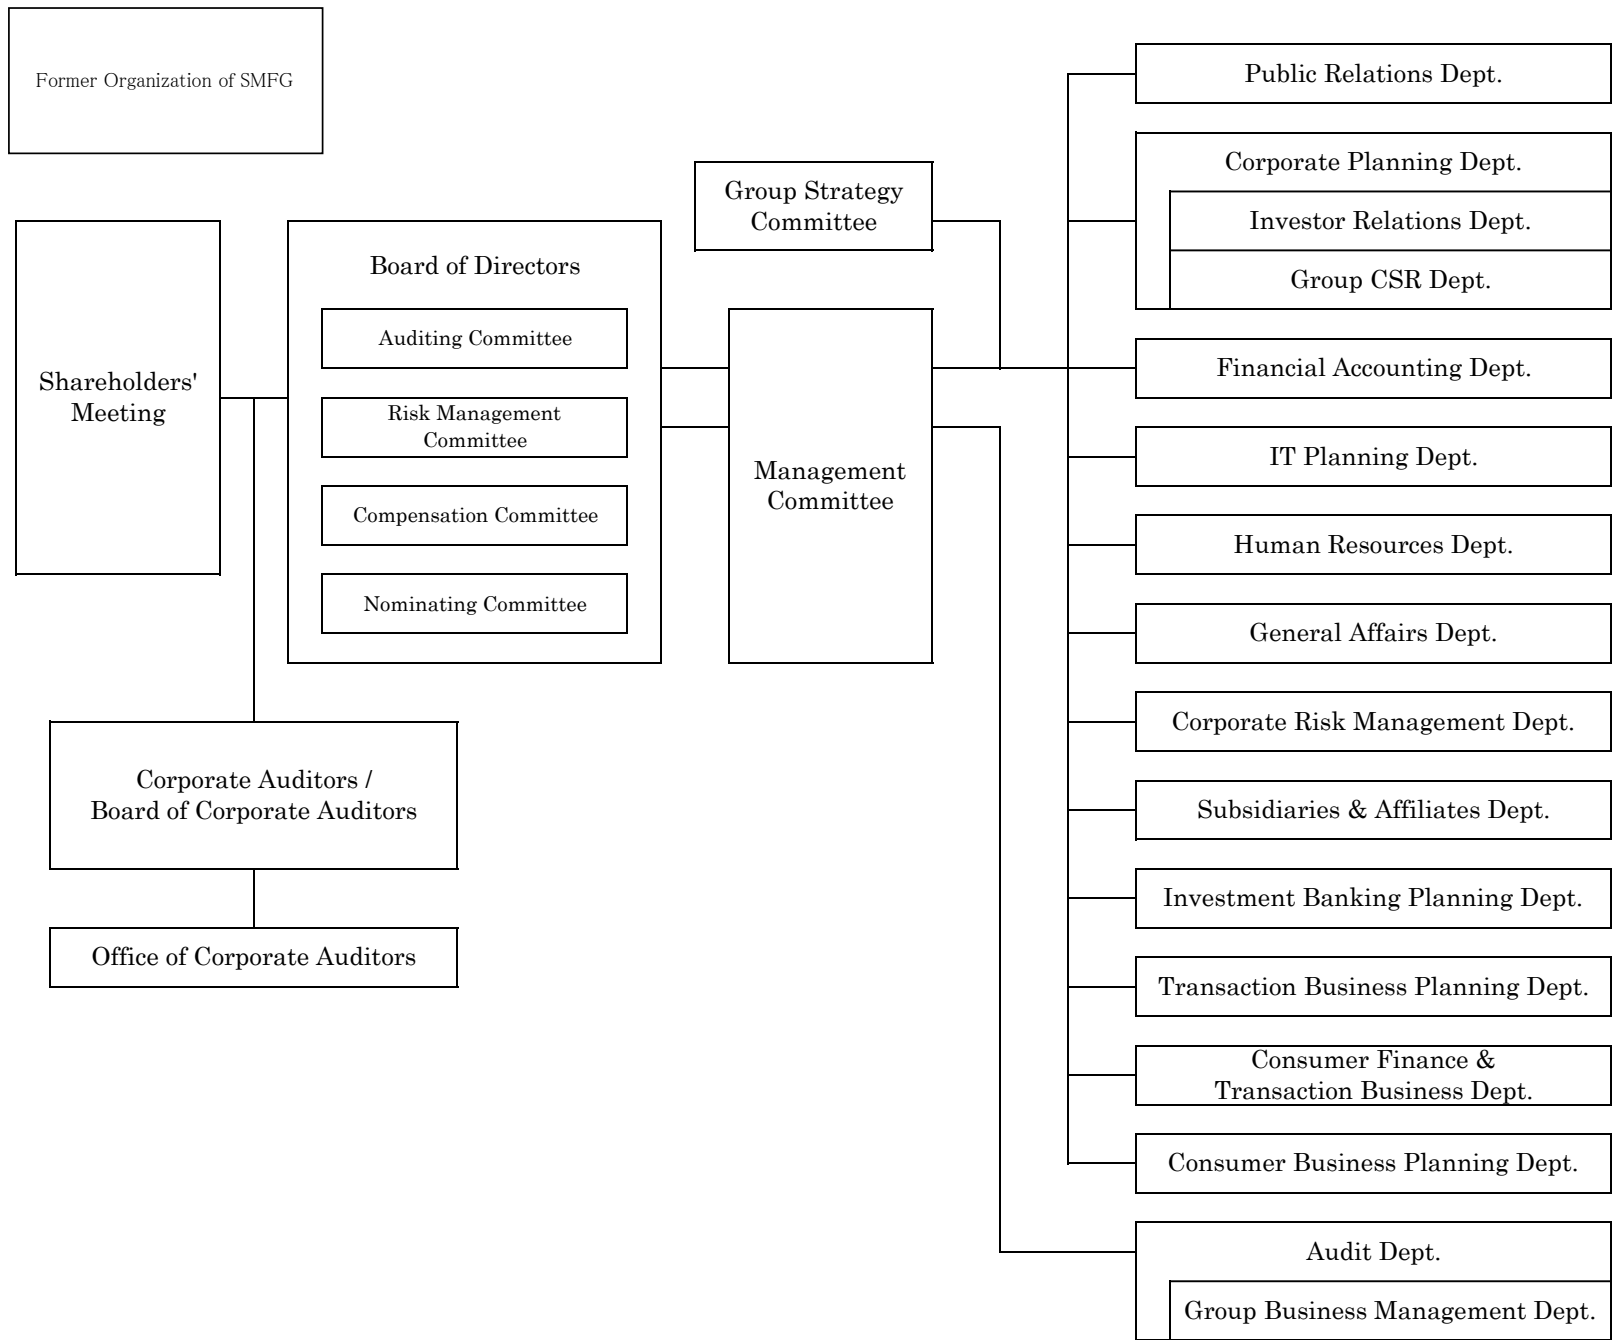 Former Organization of SMFG
Shareholders'
Meeting
Board of Directors
Auditing Committee
Risk Management
Committee
Compensation Committee
Nominating Committee
Corporate Auditors /
Board of Corporate Auditors
Office of Corporate Auditors
Group Strategy
Committee
Management
Committee
Public Relations Dept.
Corporate Planning Dept.
Investor Relations Dept.
Group CSR Dept.
Financial Accounting Dept.
IT Planning Dept.
Human Resources Dept.
General Affairs Dept.
Corporate Risk Management Dept.
Subsidiaries & Affiliates Dept.
Investment Banking Planning Dept.
Transaction Business Planning Dept.
Consumer Finance &
Transaction Business Dept.
Consumer Business Planning Dept.
Audit Dept.
Group Business Management Dept.